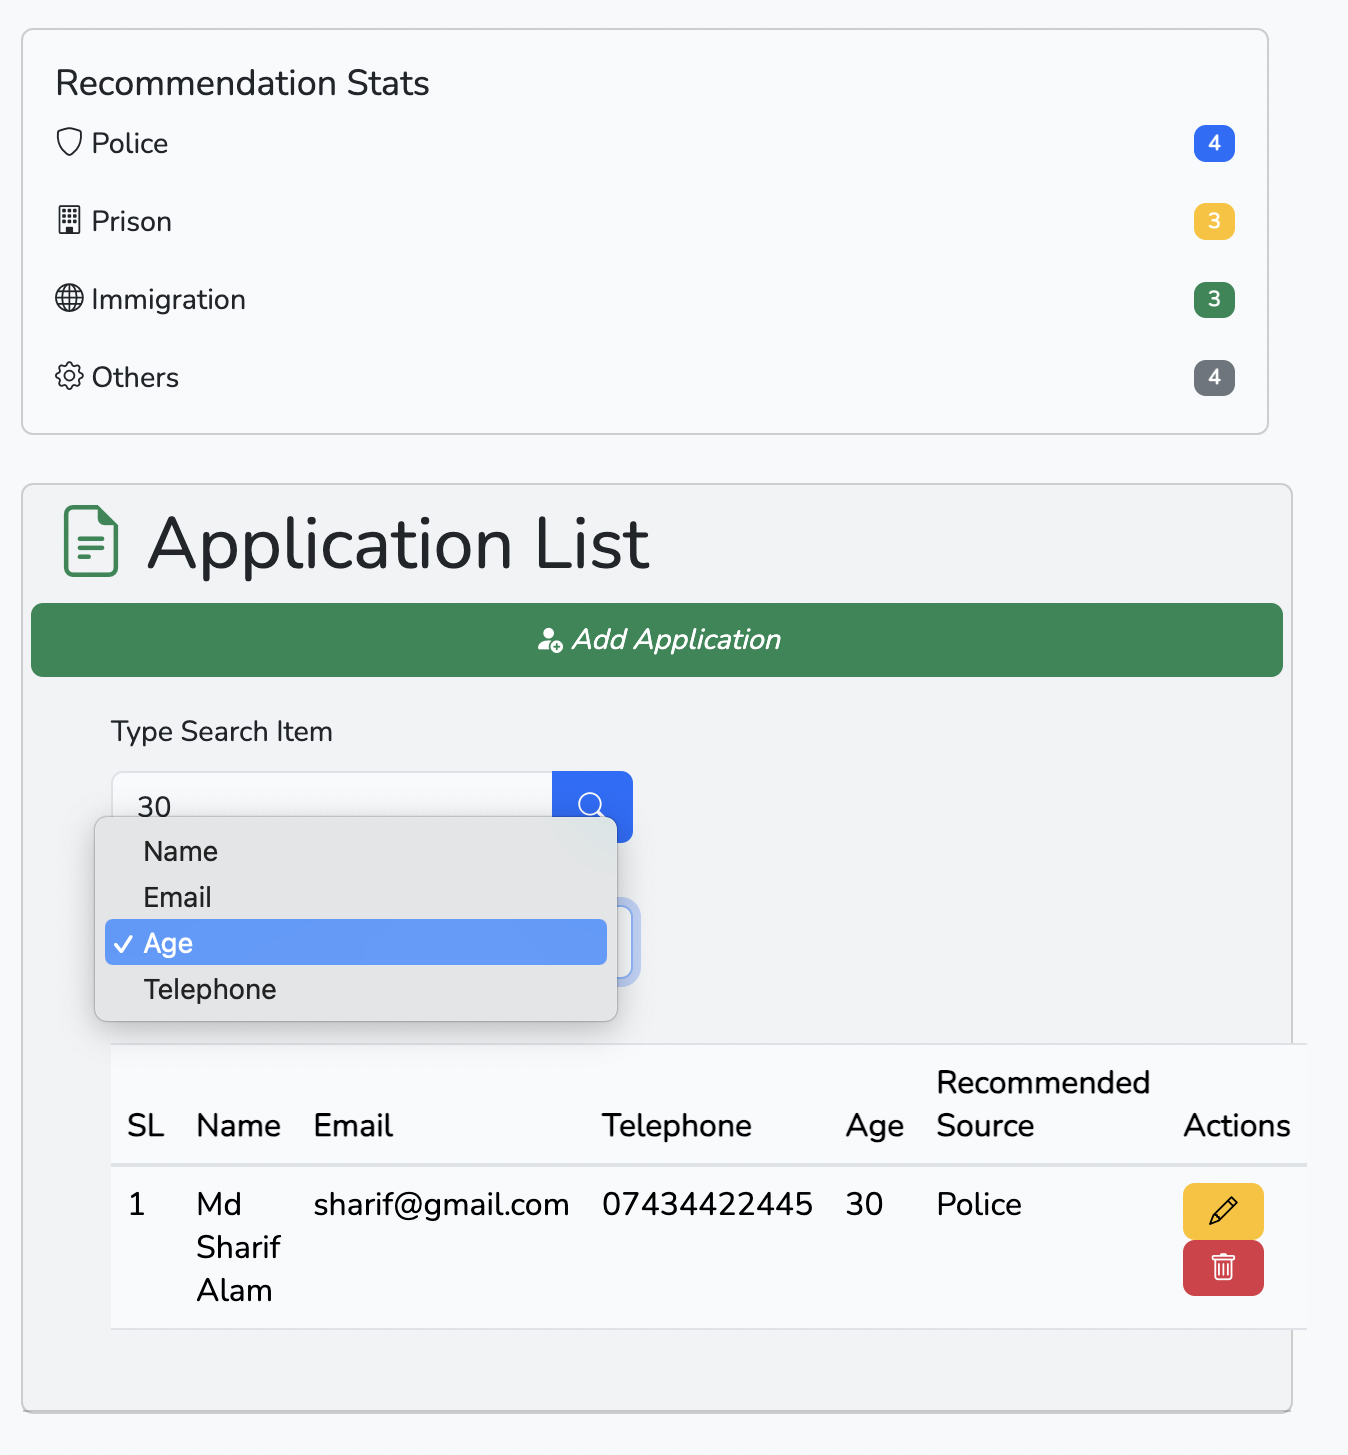 Recommendation Stats
Police 4
Prison 3
Immigration 3
Others 4
Application List
Add Application
Type Search Item
30
Name
Email
✓ Age
Telephone
SL Name Email Telephone Age Recommended Source Actions
1 Md Sharif Alam sharif@gmail.com 07434422445 30 Police